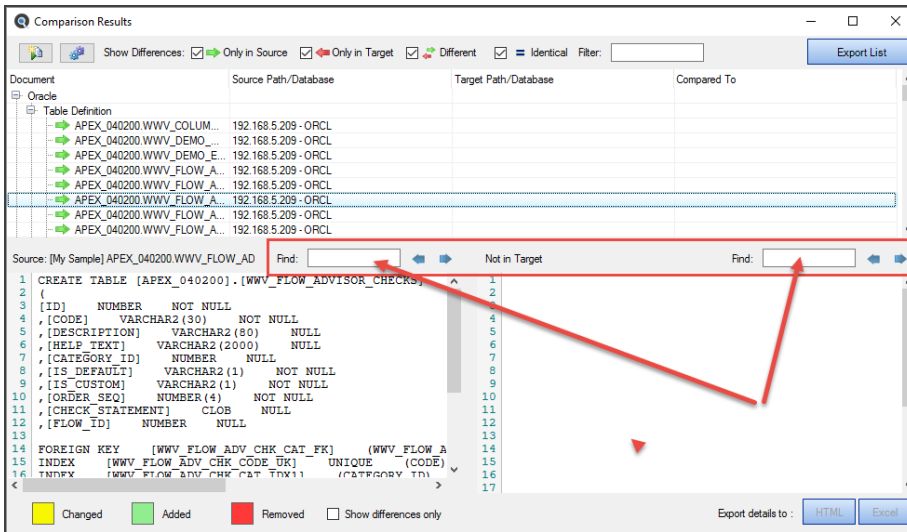 Comparison Results
Show Differences: Only in Source Only in Target Different = Identical Filter: Export List
Document Source Path/Database Target Path/Database Compared To
Oracle
Table Definition
APEX_040200.WWV_COLUM... 192.168.5.209 - ORCL
APEX_040200.WWV_DEMO_... 192.168.5.209 - ORCL
APEX_040200.WWV_DEMO_E... 192.168.5.209 - ORCL
APEX_040200.WWV_FLOW_A... 192.168.5.209 - ORCL
APEX_040200.WWV_FLOW_A... 192.168.5.209 - ORCL
APEX_040200.WWV_FLOW_A... 192.168.5.209 - ORCL
APEX_040200.WWV_FLOW_A... 192.168.5.209 - ORCL
APEX_040200.WWV_FLOW_A... 192.168.5.209 - ORCL
Source: [My Sample] APEX_040200.WWV_FLOW_AD Find: Not in Target Find:
1 CREATE TABLE [APEX_040200].[WWV_FLOW_ADVISOR_CHECKS] 1
2 ( 2
3 [ID] NUMBER NOT NULL
4 ,[CODE] VARCHAR2(30) NOT NULL
5 ,[DESCRIPTION] VARCHAR2(80) NULL
6 ,[HELP_TEXT] VARCHAR2(2000) NULL 6
7 ,[CATEGORY_ID] NUMBER NULL 7
8 ,[IS_DEFAULT] VARCHAR2(1) NOT NULL 8
9 ,[IS_CUSTOM] VARCHAR2(1) NOT NULL 9
10 ,[ORDER_SEQ] NUMBER(4) NOT NULL 10
11 ,[CHECK_STATEMENT] CLOB NULL 11
12 ,[FLOW_ID] NUMBER NULL 12
13 13
14 FOREIGN KEY [WWV_FLOW_ADV_CHK_CAT_FK] (WWV_FLOW_A 14
15 INDEX [WWV_FLOW_ADV_CHK_CODE_UK] UNIQUE (CODE) 15
16 INDEX [WWV_FLOW_ADV_CHK_CAT_IDX1] (CATEGORY_ID) 16
17
Changed Added Removed Show differences only Export details to : HTML Excel